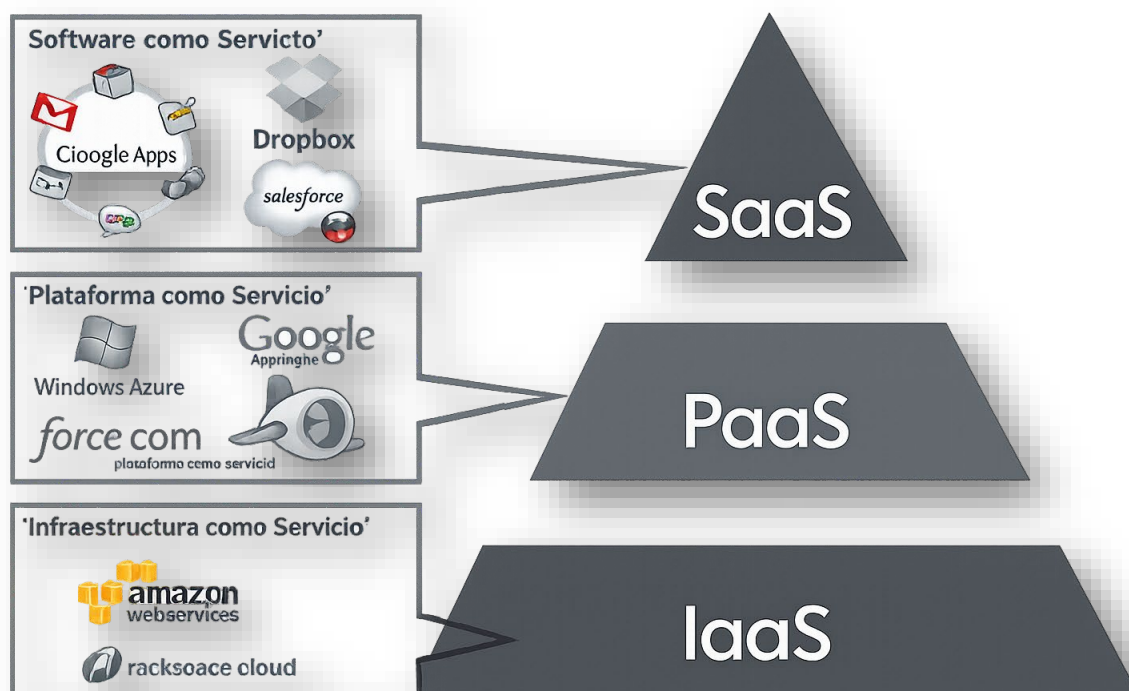 Software como Servicto’
Cioogle Apps
Dropbox
salesforce
SaaS
‘Plataforma como Servicio’
Windows Azure
Google
Appringhe
force com
plataformo cemo servicid
PaaS
‘Infraestructura como Servicio’
amazon
webservices
racksoace cloud
IaaS